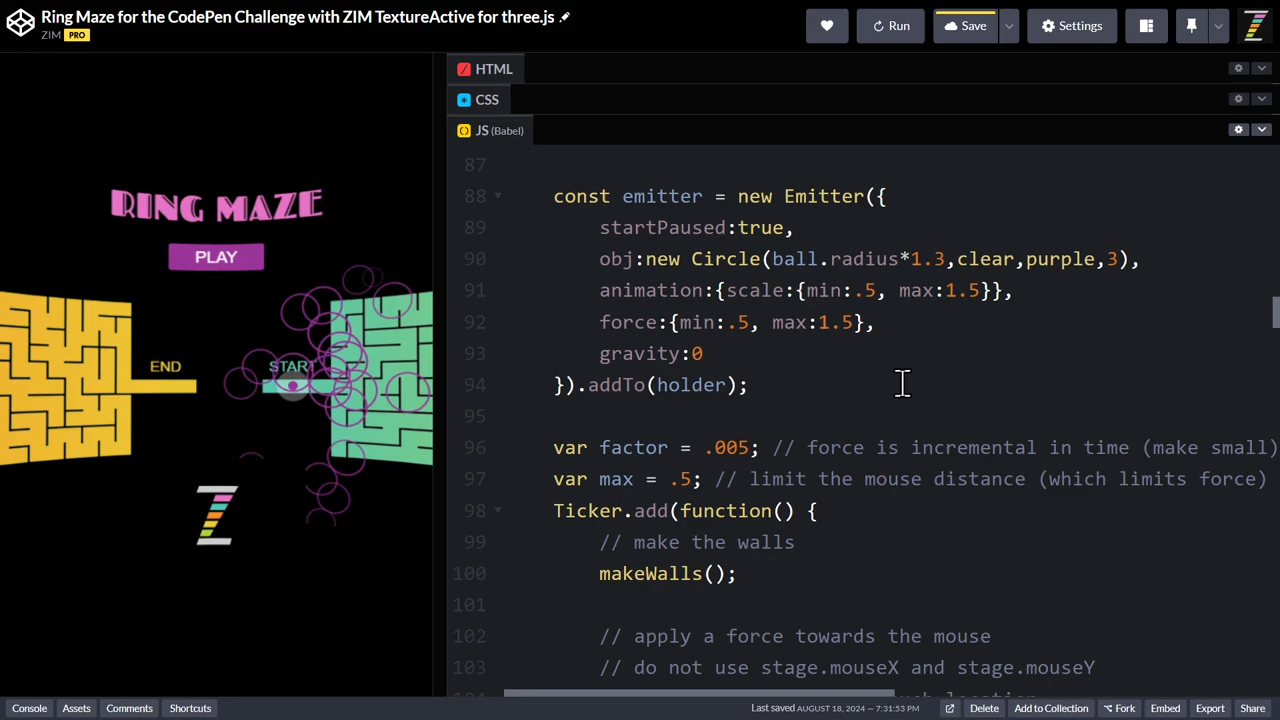 Ring Maze for the CodePen Challenge with ZIM TextureActive for three.js
ZIM PRO
Run
Save
Settings
HTML
CSS
JS (Babel)
RING MAZE
PLAY
END
START
87
88 const emitter = new Emitter({
89 startPaused:true,
90 obj:new Circle(ball.radius*1.3,clear,purple,3),
91 animation:{scale:{min:.5, max:1.5}},
92 force:{min:.5, max:1.5},
93 gravity:0
94 }).addTo(holder);
95
96 var factor = .005; // force is incremental in time (make small)
97 var max = .5; // limit the mouse distance (which limits force)
98 Ticker.add(function() {
99 // make the walls
100 makeWalls();
101
102 // apply a force towards the mouse
103 // do not use stage.mouseX and stage.mouseY
Console Assets Comments Shortcuts Last saved AUGUST 18, 2024 — 7:31:53 PM Delete Add to Collection Fork Embed Export Share